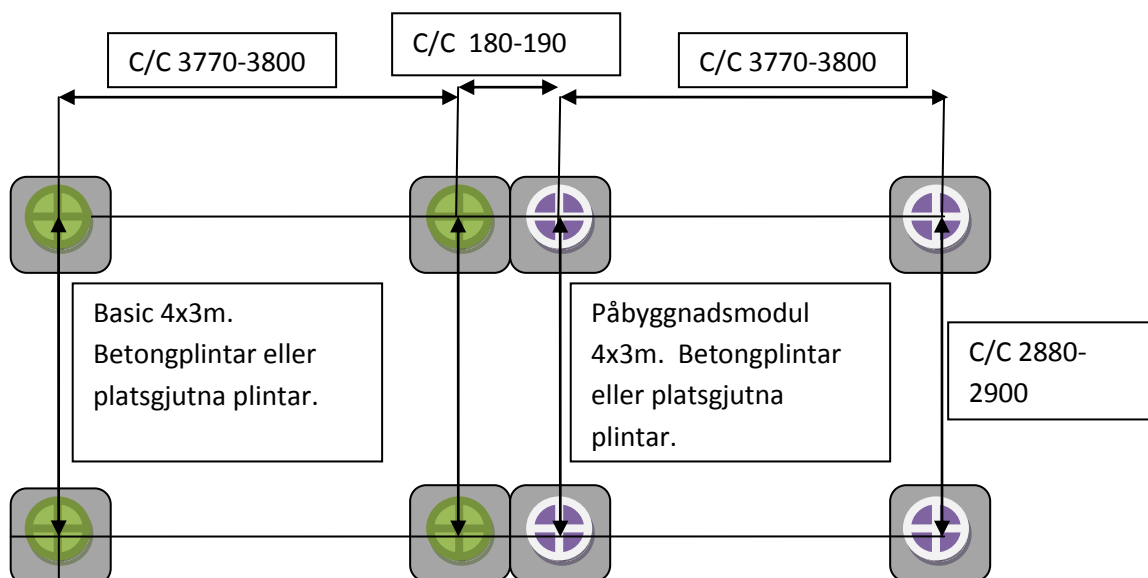 C/C 3770-3800
C/C 180-190
C/C 3770-3800
Basic 4x3m.
Betongplintar eller
platsgjutna plintar.
Påbyggnadsmodul
4x3m. Betongplintar
eller platsgjutna
plintar.
C/C 2880-
2900